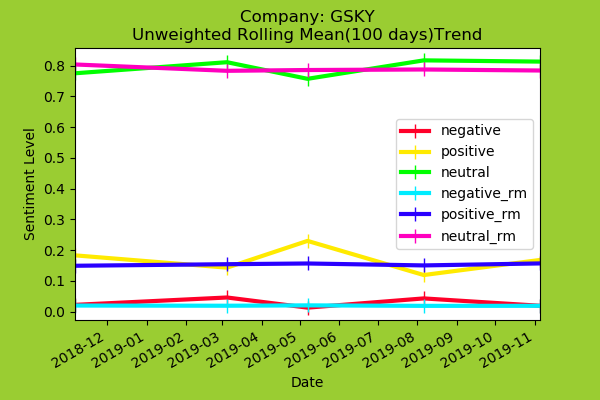 Company: GSKY
Unweighted Rolling Mean(100 days)Trend
Sentiment Level
0.8
0.7
0.6
0.5
0.4
0.3
0.2
0.1
0.0
negative
positive
neutral
negative_rm
positive_rm
neutral_rm
2018-12
2019-01
2019-02
2019-03
2019-04
2019-05
2019-06
2019-07
2019-08
2019-09
2019-10
2019-11
Date